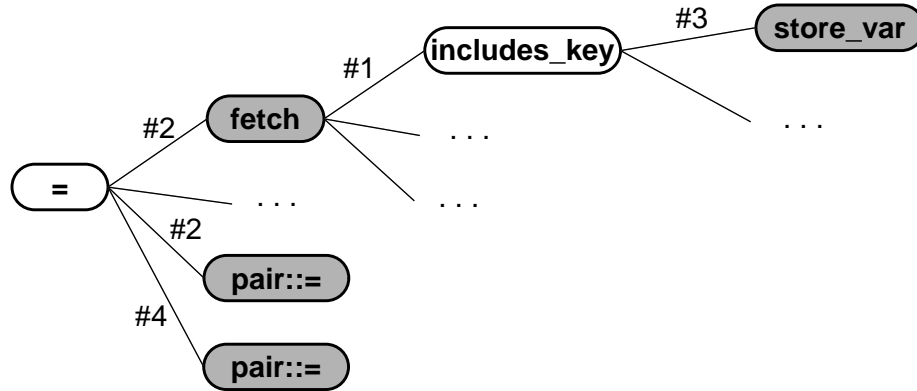 #3
store_var
includes_key
#1
. . .
fetch
#2
. . .
=
. . .
. . .
#2
pair::=
#4
pair::=